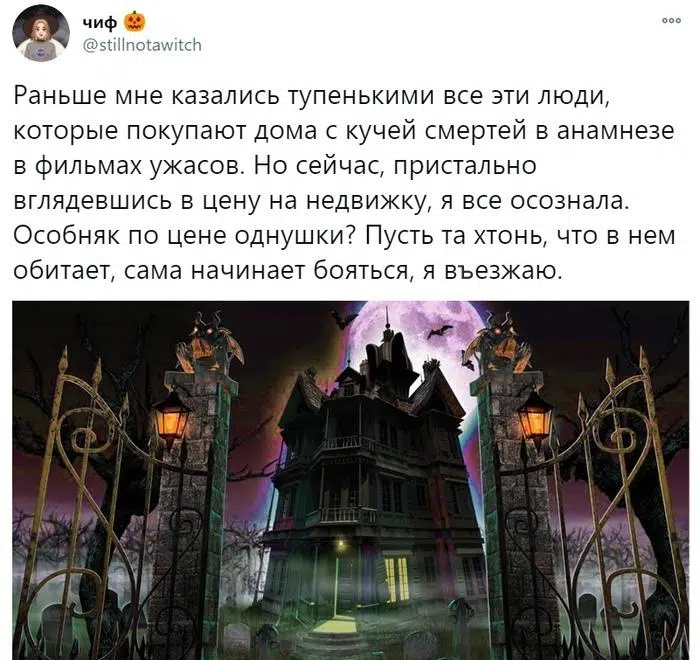 чиф 🎃
@stillnotawitch
Раньше мне казались тупенькими все эти люди,
которые покупают дома с кучей смертей в анамнезе
в фильмах ужасов. Но сейчас, пристально
вглядевшись в цену на недвижку, я все осознала.
Особняк по цене однушки? Пусть та хтонь, что в нем
обитает, сама начинает бояться, я въезжаю.